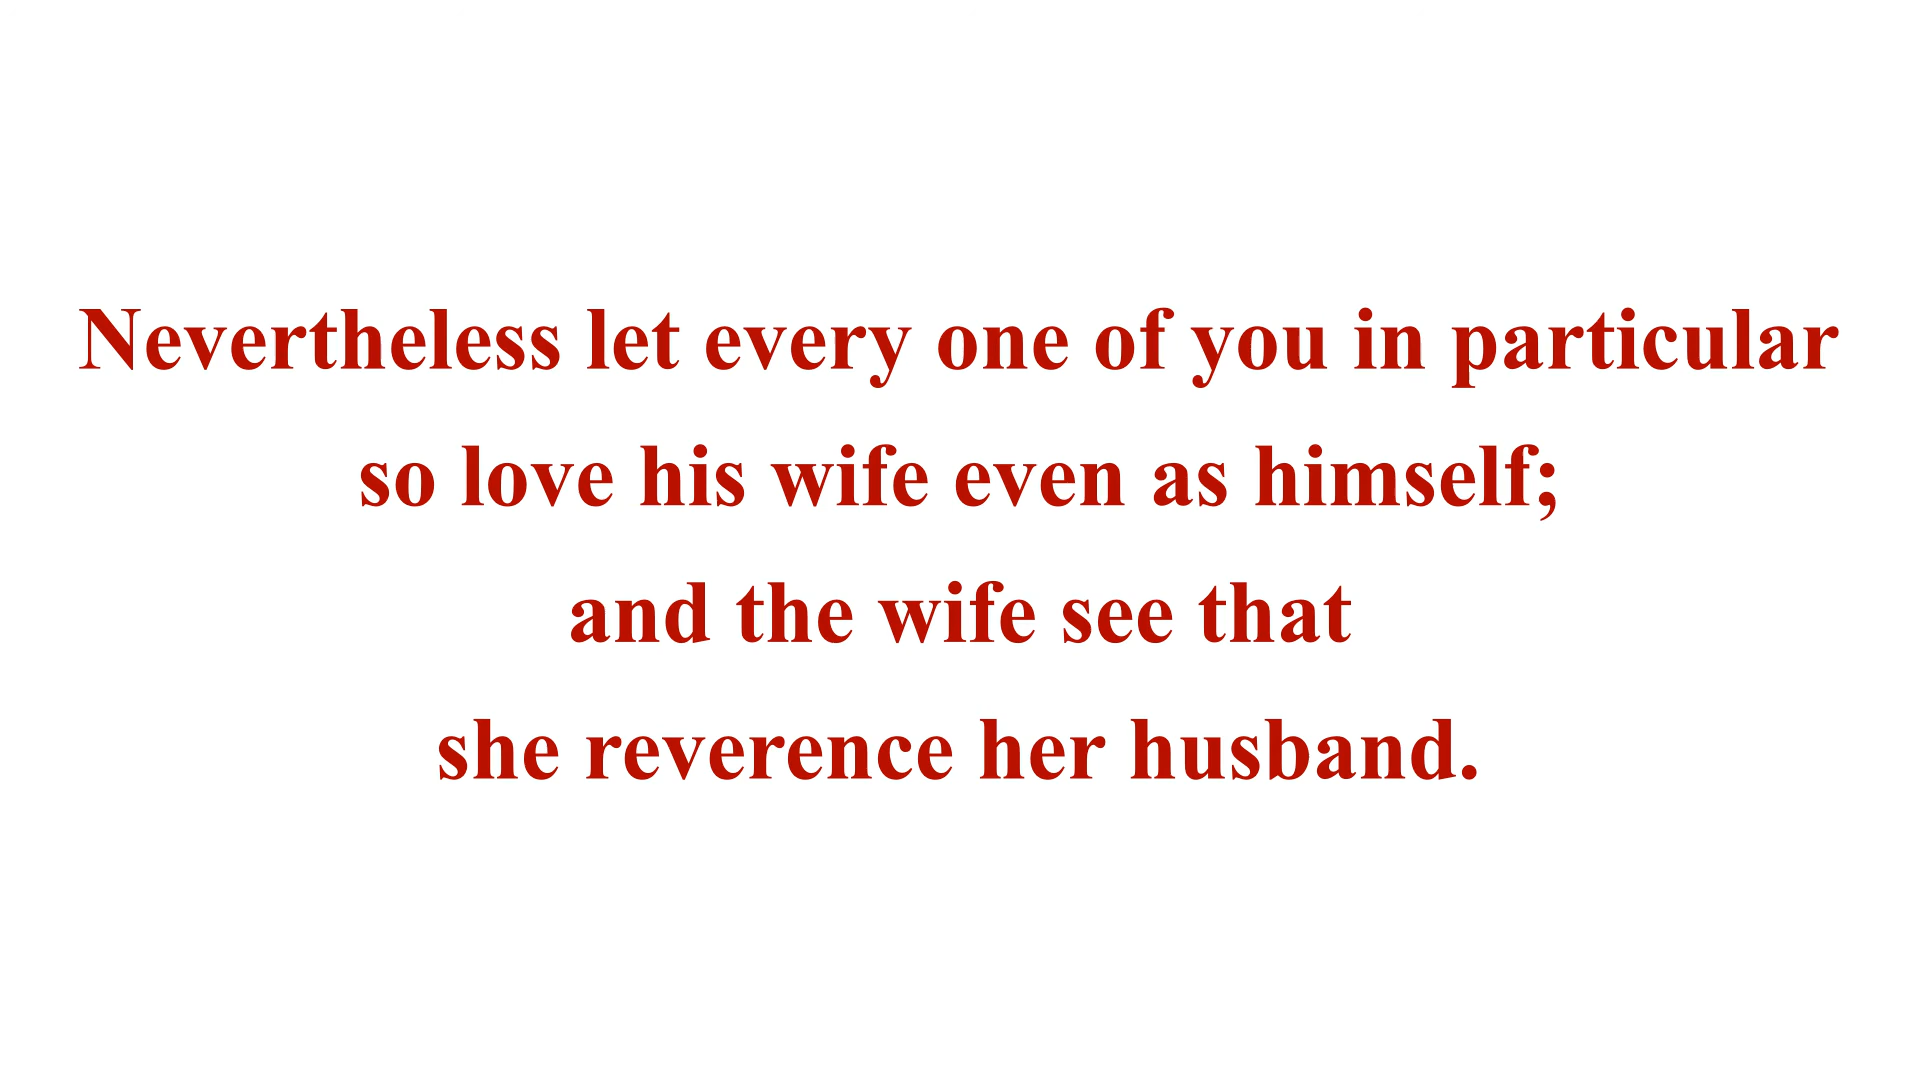 Nevertheless let every one of you in particular
so love his wife even as himself;
and the wife see that
she reverence her husband.